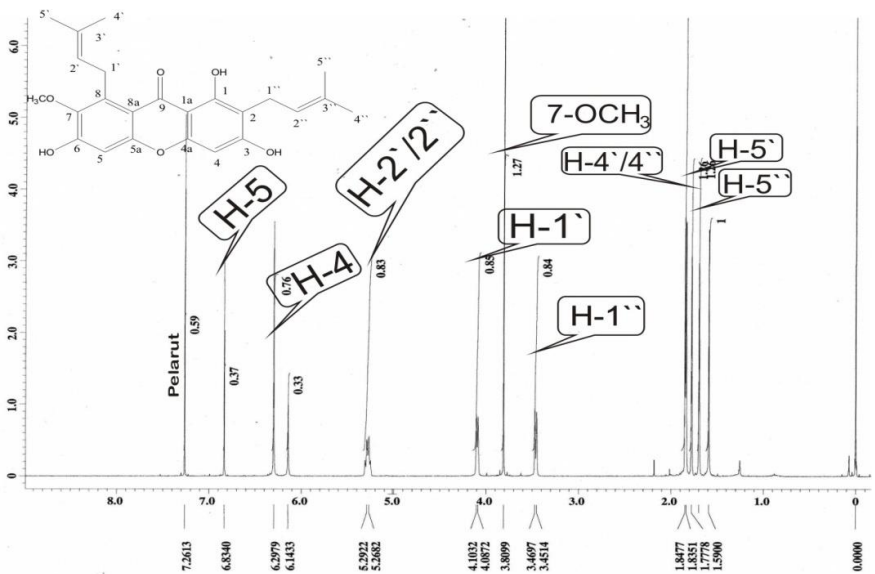 5` 4`
3`
2` 1`
O OH
5``
1``
8 8a 9 1a 1 2 3``
H₃CO 7
2`` 4``
6 5a 4a 3
HO 5 O 4 OH
6.0
5.0
4.0
3.0
2.0
1.0
0
7-OCH₃
H-5`
H-4`/4``
H-5``
H-2`/2``
H-5
H-4
H-1`
H-1``
Pelarut
0.59
0.37
0.76
0.33
0.83
0.85
1.27
0.84
1
8.0 7.0 6.0 5.0 4.0 3.0 2.0 1.0 0
7.2613
6.8340
6.2979
6.1433
5.2922
5.2682
4.1032
4.0872
3.8099
3.4697
3.4514
1.8477
1.8351
1.7778
1.5900
0.0000